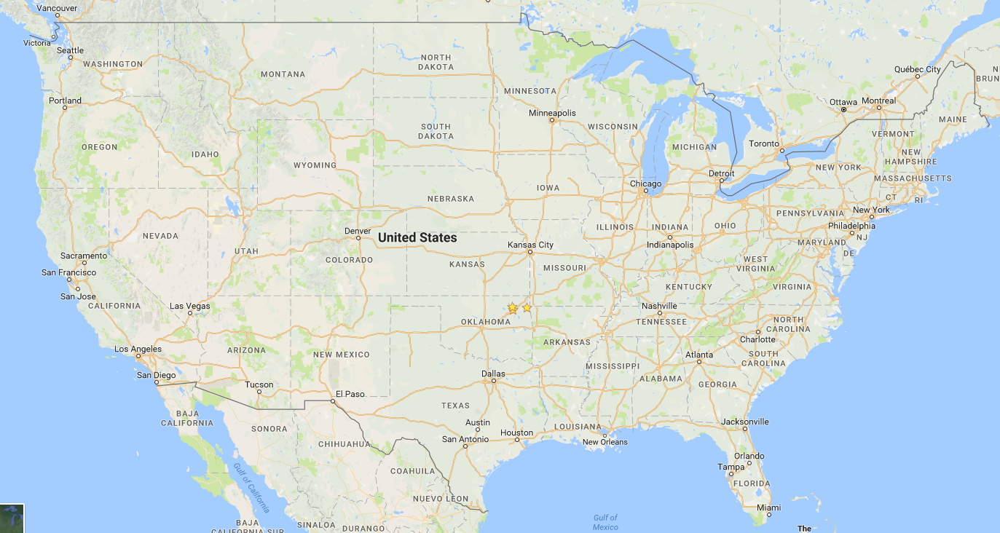 Vancouver
Victoria
Seattle
WASHINGTON
MONTANA
NORTH
DAKOTA
MINNESOTA
Québec City
Ottawa
Montreal
MAINE
Portland
Minneapolis
WISCONSIN
SOUTH
DAKOTA
VERMONT
OREGON
IDAHO
WYOMING
MICHIGAN
Toronto
NEW
HAMPSHIRE
NEW YORK
Detroit
MASSACHUSETTS
Chicago
IOWA
NEBRASKA
CT
RI
New York
PENNSYLVANIA
Philadelphia
NJ
ILLINOIS
INDIANA
OHIO
Indianapolis
MARYLAND
DE
NEVADA
Denver
United States
Kansas City
UTAH
COLORADO
KANSAS
MISSOURI
WEST
VIRGINIA
Sacramento
San Francisco
San Jose
CALIFORNIA
Las Vegas
KENTUCKY
VIRGINIA
Nashville
TENNESSEE
NORTH
CAROLINA
Charlotte
OKLAHOMA
ARKANSAS
Los Angeles
ARIZONA
NEW MEXICO
Atlanta
SOUTH
CAROLINA
San Diego
Tucson
El Paso
Dallas
MISSISSIPPI
ALABAMA
GEORGIA
TEXAS
BAJA
CALIFORNIA
SONORA
CHIHUAHUA
Austin
San Antonio
Houston
LOUISIANA
New Orleans
Jacksonville
Orlando
Tampa
FLORIDA
Miami
Gulf of California
COAHUILA
NUEVO LEON
Gulf of
Mexico
BAJA
CALIFORNIA SUR
SINALOA
DURANGO
The